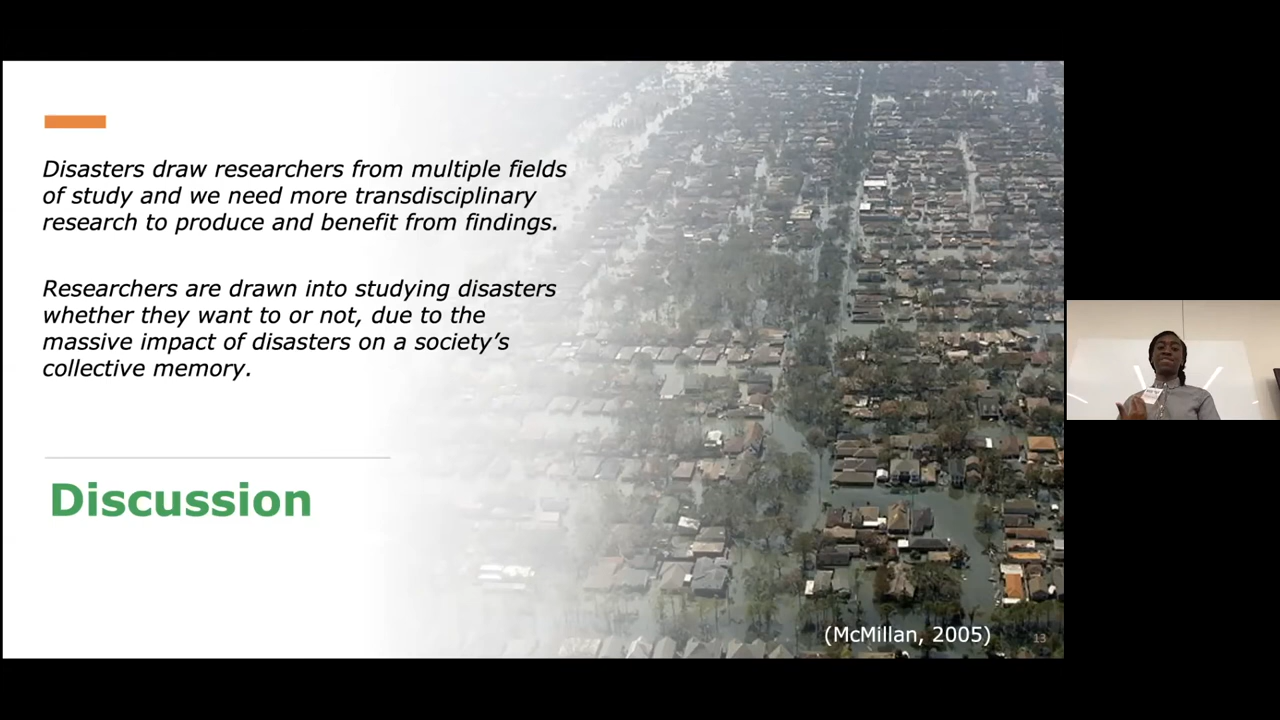 Disasters draw researchers from multiple fields
of study and we need more transdisciplinary
research to produce and benefit from findings.
Researchers are drawn into studying disasters
whether they want to or not, due to the
massive impact of disasters on a society’s
collective memory.
Discussion
(McMillan, 2005)
13